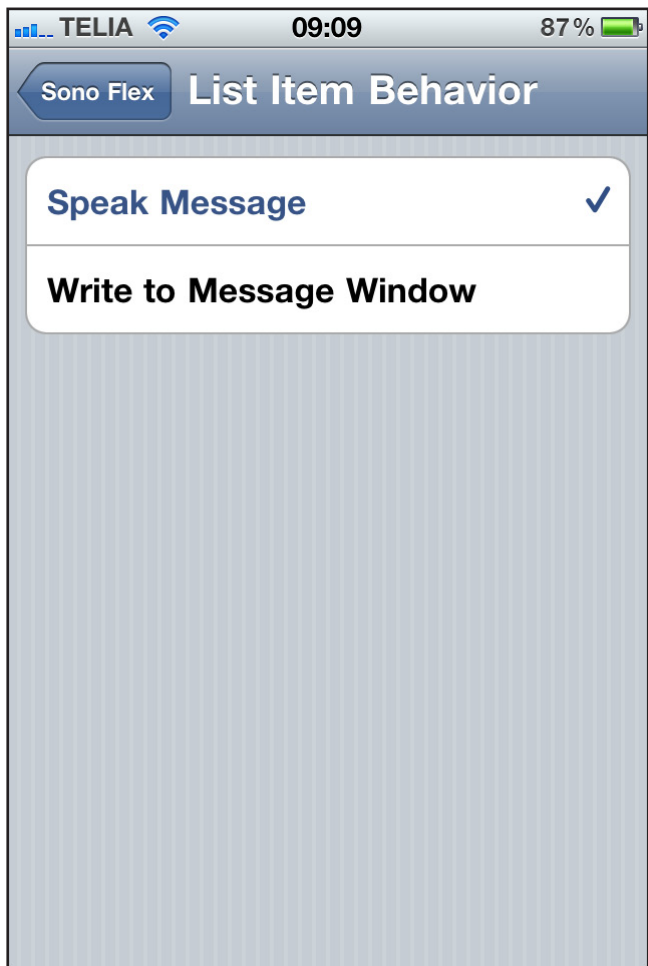 TELIA 09:09 87%
Sono Flex List Item Behavior
Speak Message
Write to Message Window